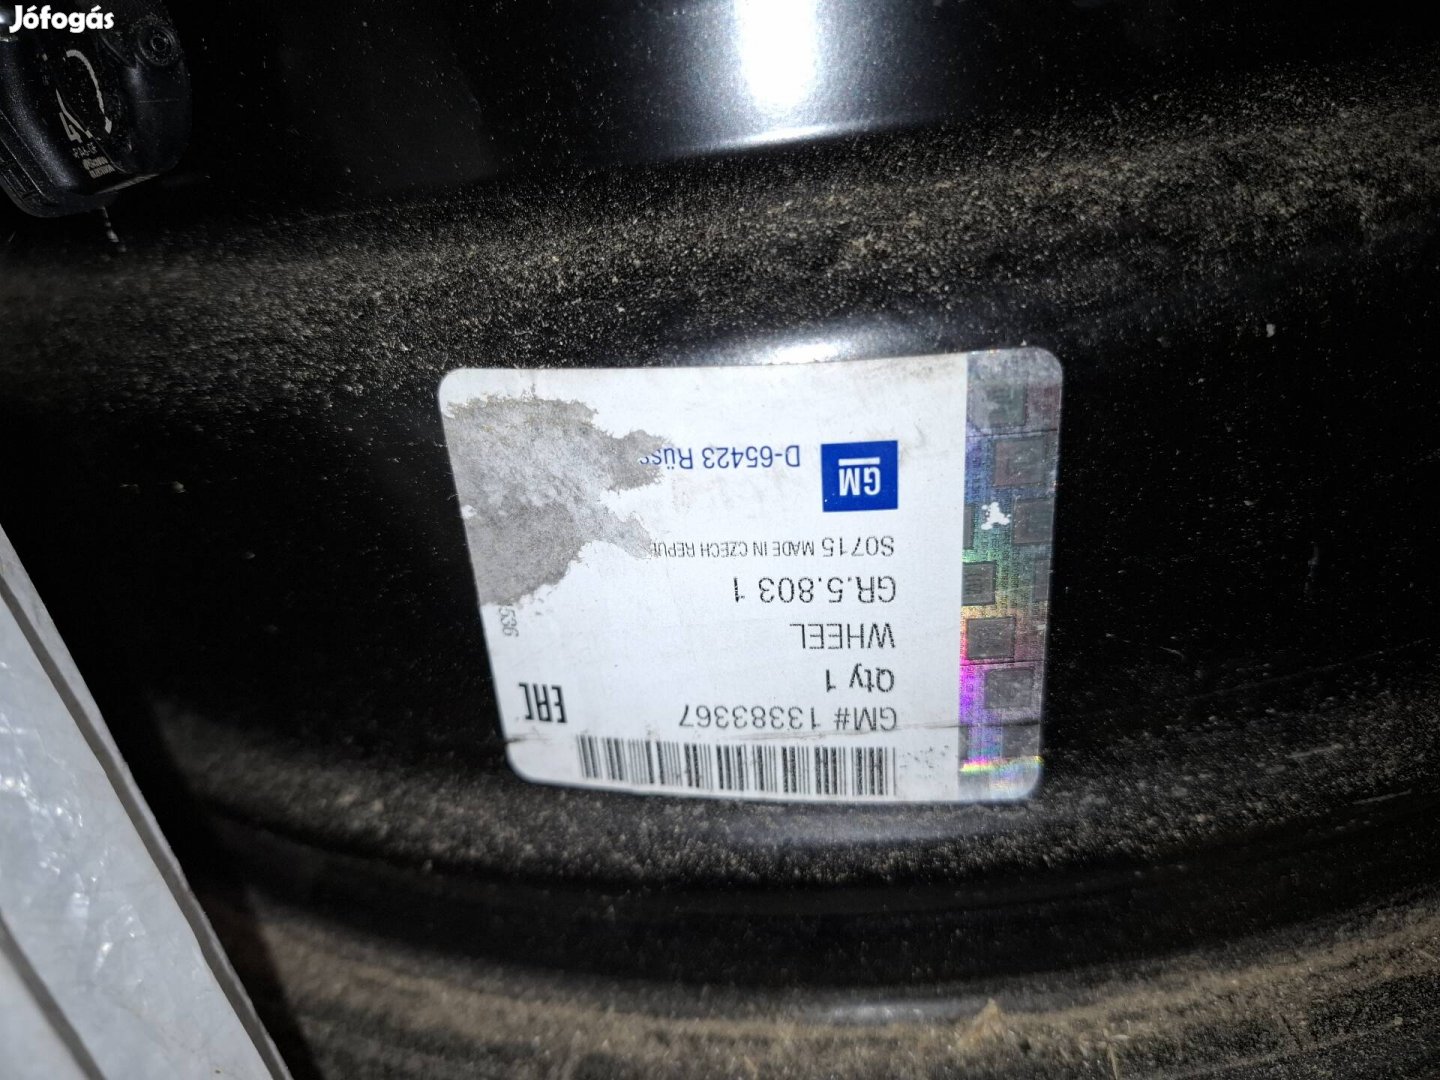 Jófogás
GM# 13383367
Qty 1
WHEEL
GR.5.803 1
S0715 MADE IN CZECH REPUB
GM
D-65423 Rüss
EAC
536